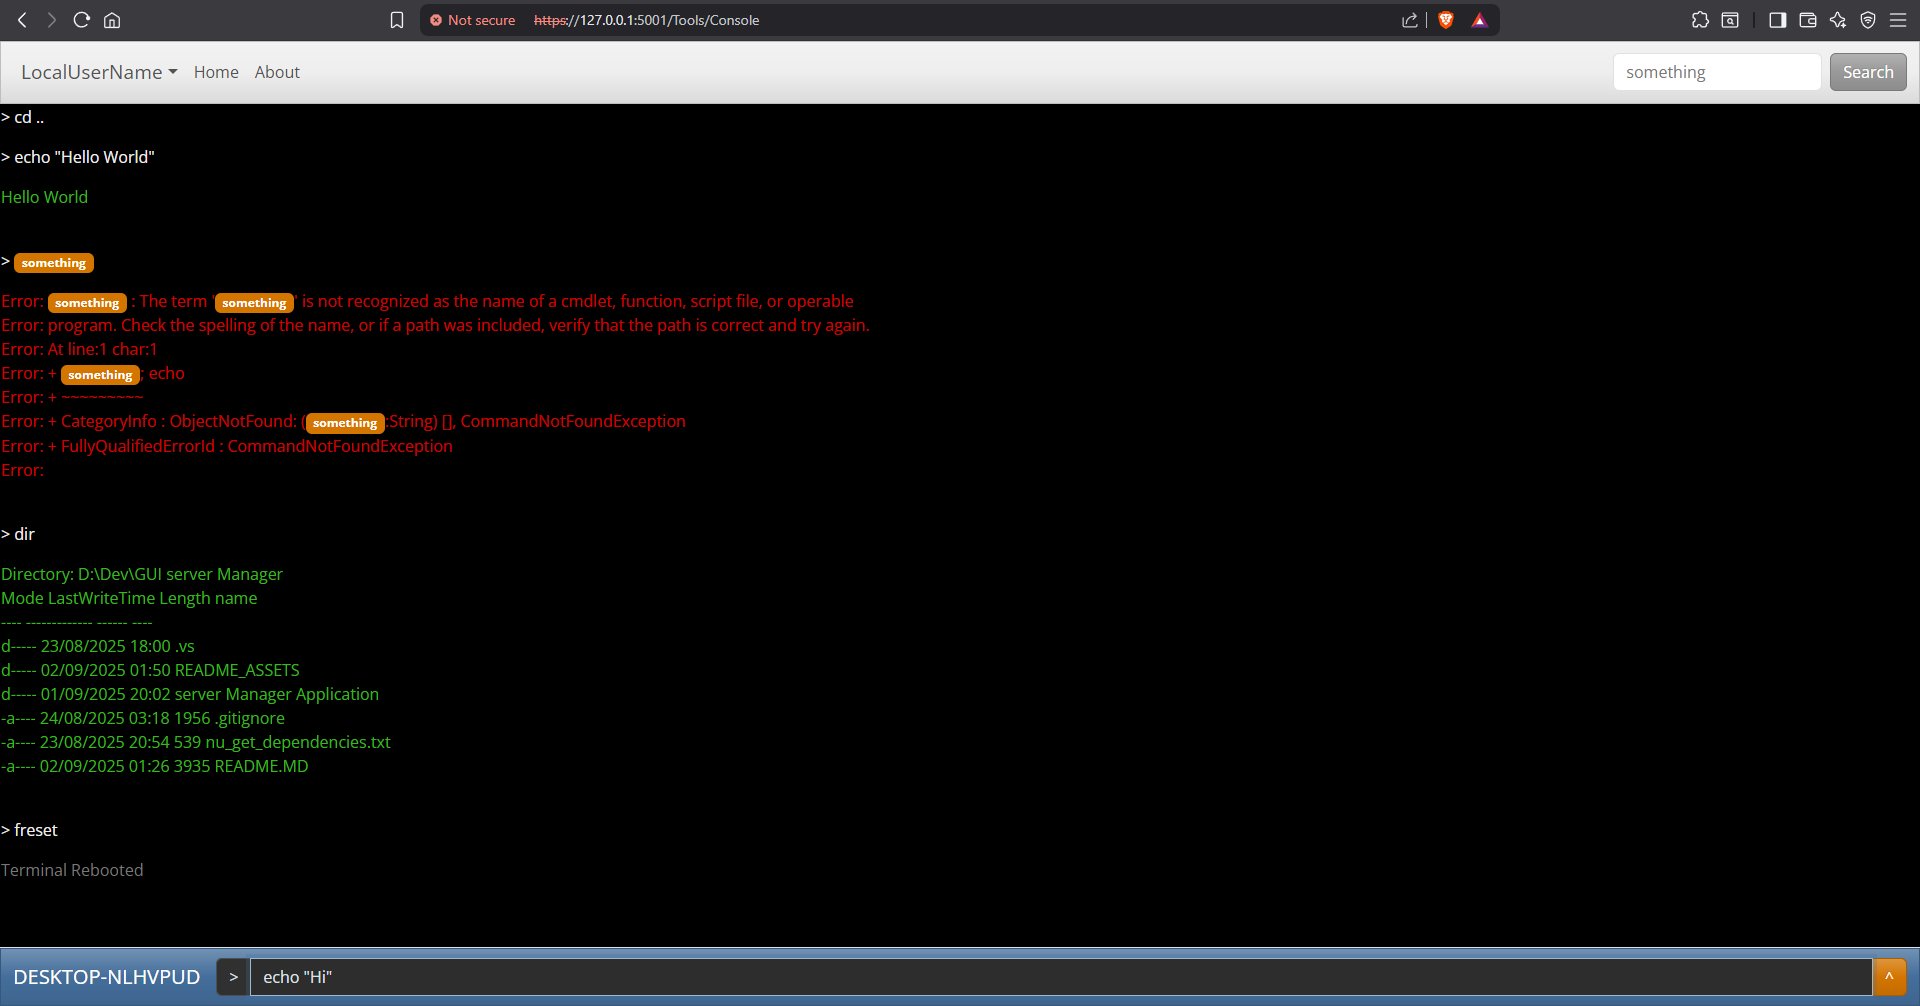 Not secure https://127.0.0.1:5001/Tools/Console
LocalUserName Home About something Search
> cd ..
> echo "Hello World"
Hello World
> something
Error: something : The term 'something' is not recognized as the name of a cmdlet, function, script file, or operable
Error: program. Check the spelling of the name, or if a path was included, verify that the path is correct and try again.
Error: At line:1 char:1
Error: + something; echo
Error: + ~~~~~~~~~
Error: + CategoryInfo : ObjectNotFound: (something:String) [], CommandNotFoundException
Error: + FullyQualifiedErrorId : CommandNotFoundException
Error:
> dir
Directory: D:\Dev\GUI server Manager
Mode LastWriteTime Length name
---- ------------- ------ ----
d----- 23/08/2025 18:00 .vs
d----- 02/09/2025 01:50 README_ASSETS
d----- 01/09/2025 20:02 server Manager Application
-a---- 24/08/2025 03:18 1956 .gitignore
-a---- 23/08/2025 20:54 539 nu_get_dependencies.txt
-a---- 02/09/2025 01:26 3935 README.MD
> freset
Terminal Rebooted
DESKTOP-NLHVPUD > echo "Hi" ^